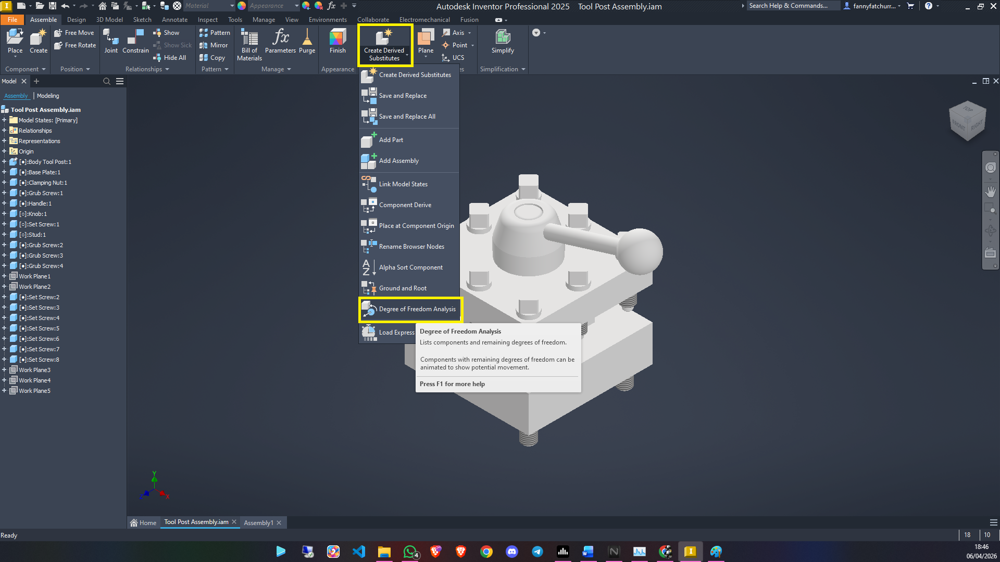 Material
Appearance
Autodesk Inventor Professional 2025 Tool Post Assembly.iam
Search Help & Commands...
fannyfatchurr...
File
Assemble
Design
3D Model
Sketch
Annotate
Inspect
Tools
Manage
View
Environments
Collaborate
Electromechanical
Fusion
Place
Create
Free Move
Free Rotate
Joint
Constrain
Show
Show Sick
Hide All
Pattern
Mirror
Copy
Bill of
Materials
Parameters
Purge
Finish
Create Derived
Substitutes
Plane
Axis
Point
UCS
Simplify
Component
Position
Relationships
Pattern
Manage
Appearance
Simplification
Model
Assembly
Modeling
Tool Post Assembly.iam
Model States: [Primary]
Relationships
Representations
Origin
[●]:Body Tool Post:1
[●]:Base Plate:1
[●]:Clamping Nut:1
[●]:Grub Screw:1
[●]:Handle:1
[○]:Knob:1
[○]:Set Screw:1
[○]:Stud:1
[●]:Grub Screw:2
[●]:Grub Screw:3
[●]:Grub Screw:4
Work Plane1
Work Plane2
[●]:Set Screw:2
[●]:Set Screw:3
[●]:Set Screw:4
[●]:Set Screw:5
[●]:Set Screw:6
[●]:Set Screw:7
[●]:Set Screw:8
Work Plane3
Work Plane4
Work Plane5
Create Derived Substitutes
Save and Replace
Save and Replace All
Add Part
Add Assembly
Link Model States
Component Derive
Place at Component Origin
Rename Browser Nodes
Alpha Sort Component
Ground and Root
Degree of Freedom Analysis
Load Express
Degree of Freedom Analysis
Lists components and remaining degrees of freedom.
Components with remaining degrees of freedom can be
animated to show potential movement.
Press F1 for more help
TOP
FRONT
RIGHT
Y
Z
X
Home
Tool Post Assembly.iam
Assembly1
Ready
18
10
4
18:46
06/04/2026